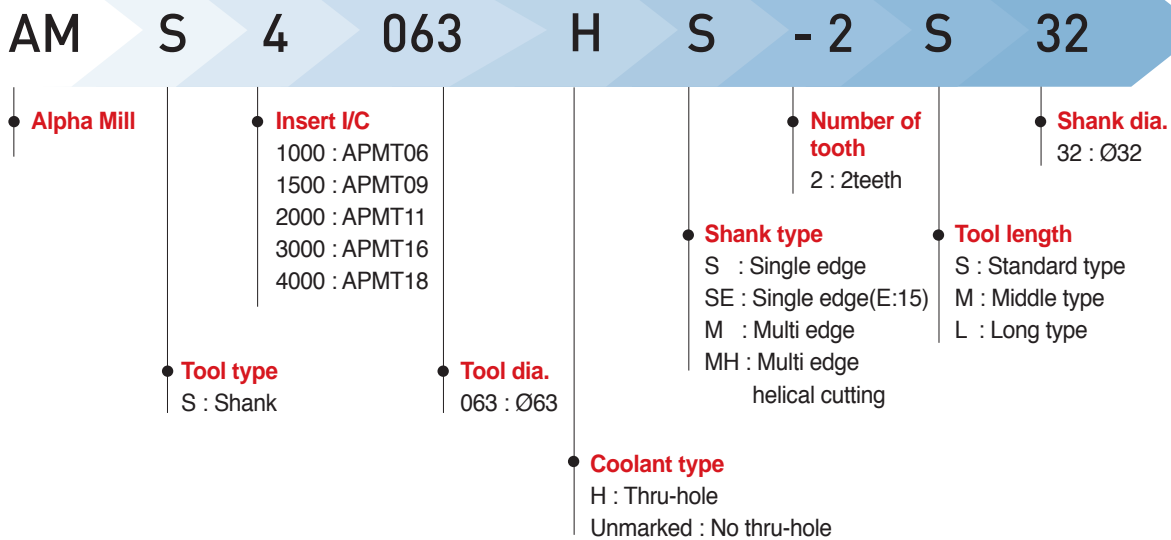 AM S 4 063 H S - 2 S 32
Alpha Mill
Insert I/C
1000 : APMT06
1500 : APMT09
2000 : APMT11
3000 : APMT16
4000 : APMT18
Number of
tooth
2 : 2teeth
Shank dia.
32 : Ø32
Shank type
S : Single edge
SE : Single edge(E:15)
M : Multi edge
MH : Multi edge
helical cutting
Tool length
S : Standard type
M : Middle type
L : Long type
Tool type
S : Shank
Tool dia.
063 : Ø63
Coolant type
H : Thru-hole
Unmarked : No thru-hole